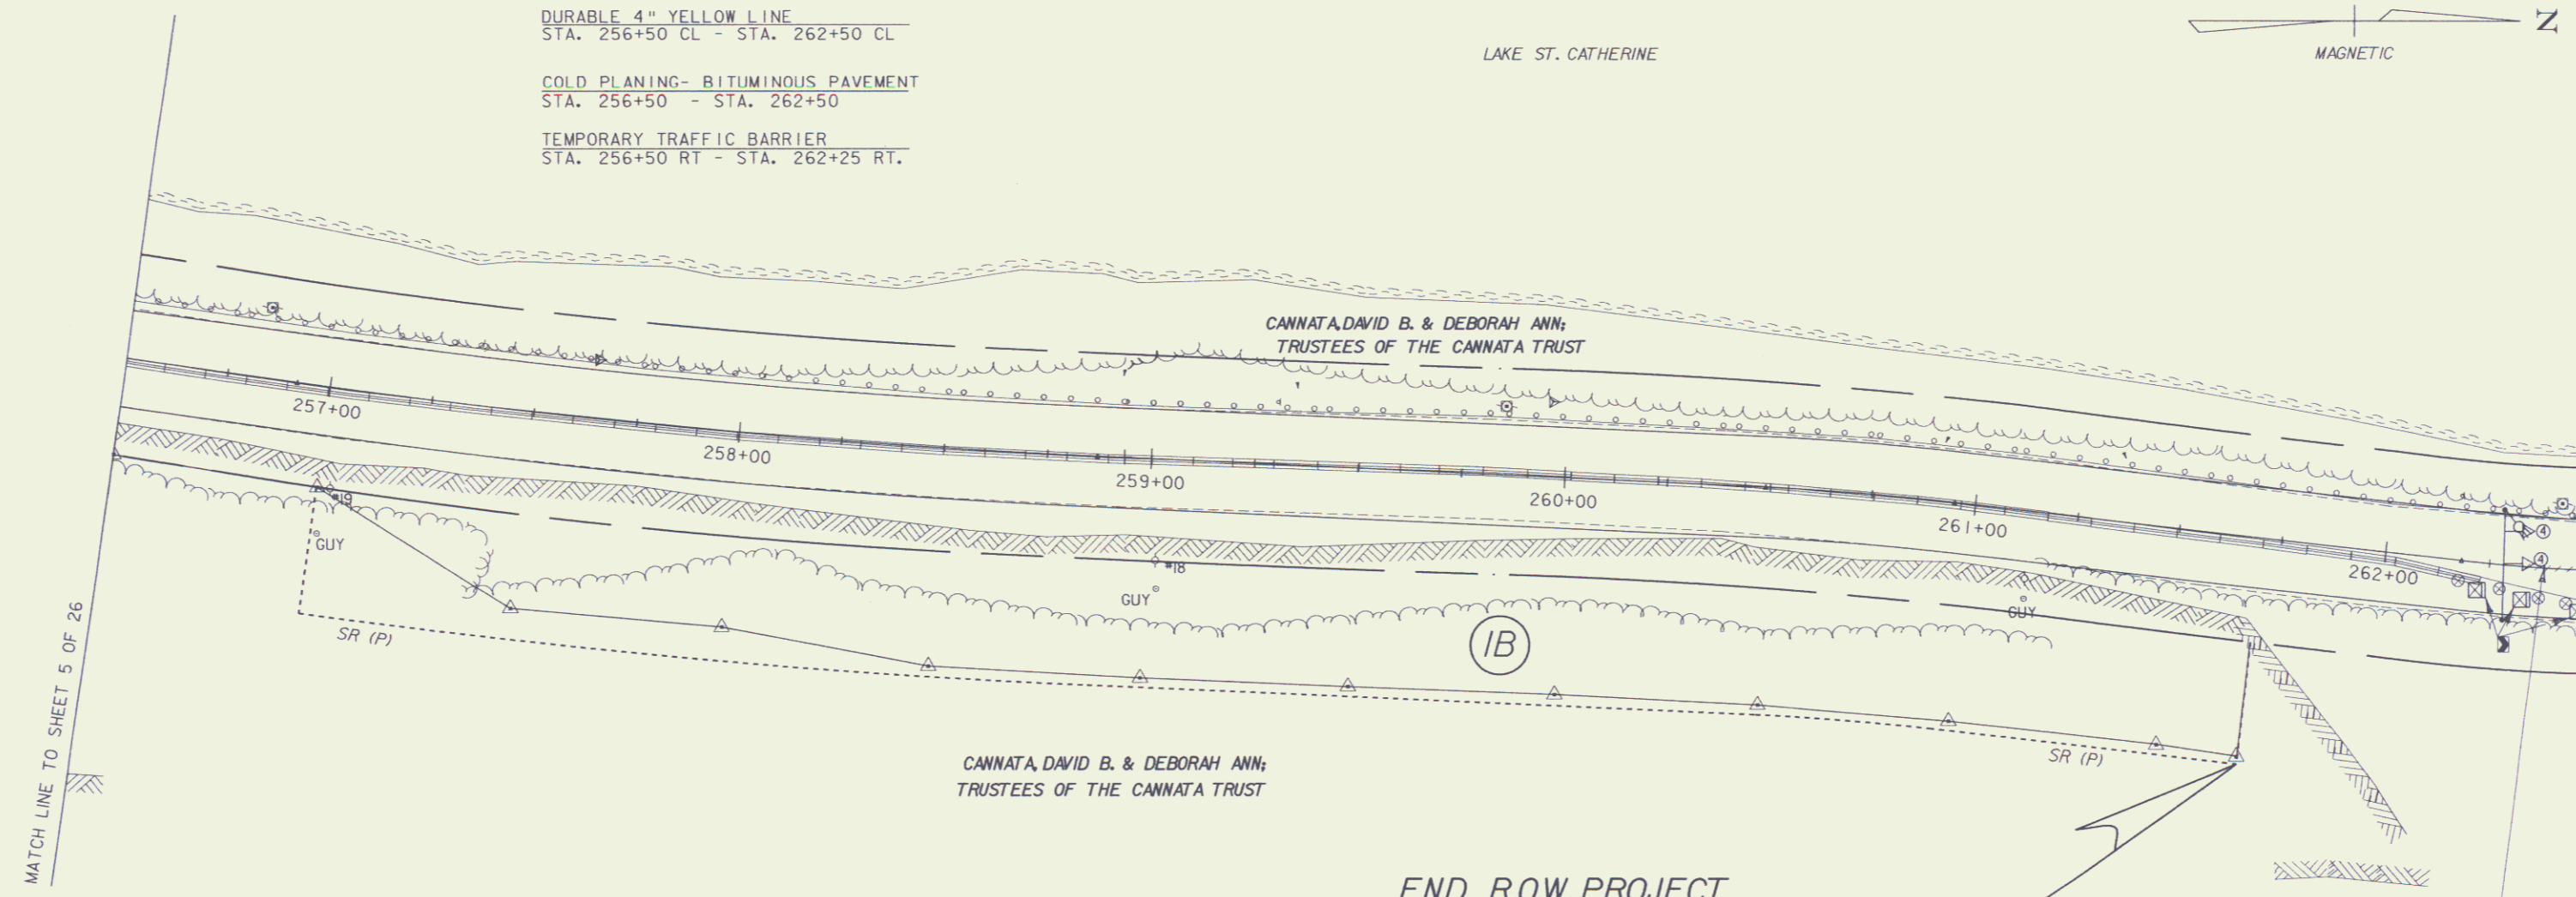 DURABLE 4" YELLOW LINE
STA. 256+50 CL - STA. 262+50 CL
COLD PLANING- BITUMINOUS PAVEMENT
STA. 256+50 - STA. 262+50
TEMPORARY TRAFFIC BARRIER
STA. 256+50 RT - STA. 262+25 RT.
LAKE ST. CATHERINE
Z
MAGNETIC
CANNATA, DAVID B. & DEBORAH ANN;
TRUSTEES OF THE CANNATA TRUST
257+00
258+00
259+00
260+00
261+00
262+00
4
4
#19
GUY
#18
GUY
GUY
SR (P)
1B
SR (P)
CANNATA, DAVID B. & DEBORAH ANN;
TRUSTEES OF THE CANNATA TRUST
MATCH LINE TO SHEET 5 OF 26
END ROW PROJECT